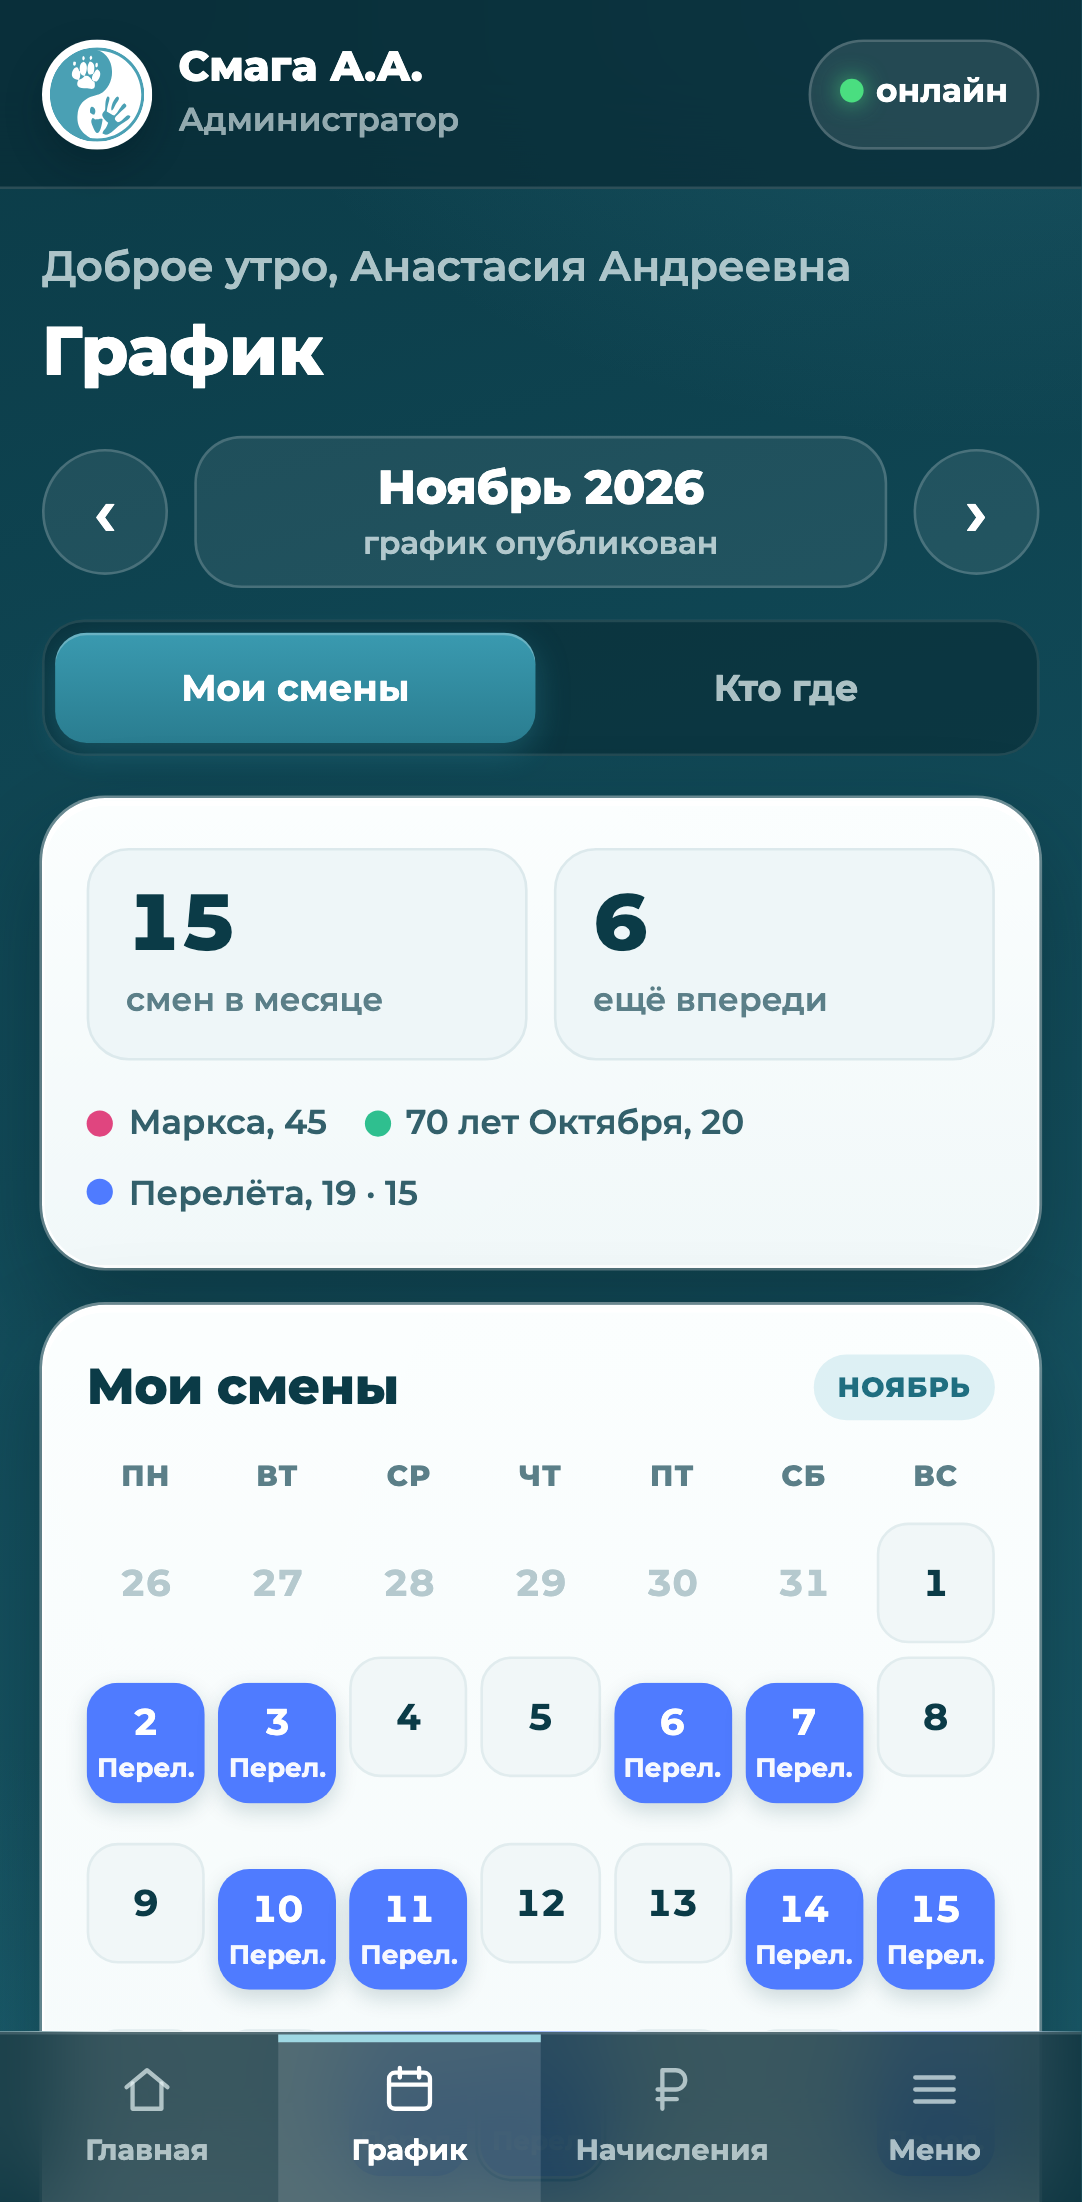 Смага А.А.
Администратор
онлайн
Доброе утро, Анастасия Андреевна
График
‹
Ноябрь 2026
график опубликован
›
Мои смены
Кто где
15
смен в месяце
6
ещё впереди
Маркса, 45
70 лет Октября, 20
Перелёта, 19 · 15
Мои смены
НОЯБРЬ
ПН ВТ СР ЧТ ПТ СБ ВС
26 27 28 29 30 31 1
2 3 4 5 6 7 8
Перел. Перел. Перел. Перел.
9 10 11 12 13 14 15
Перел. Перел. Перел. Перел.
Главная График Начисления Меню